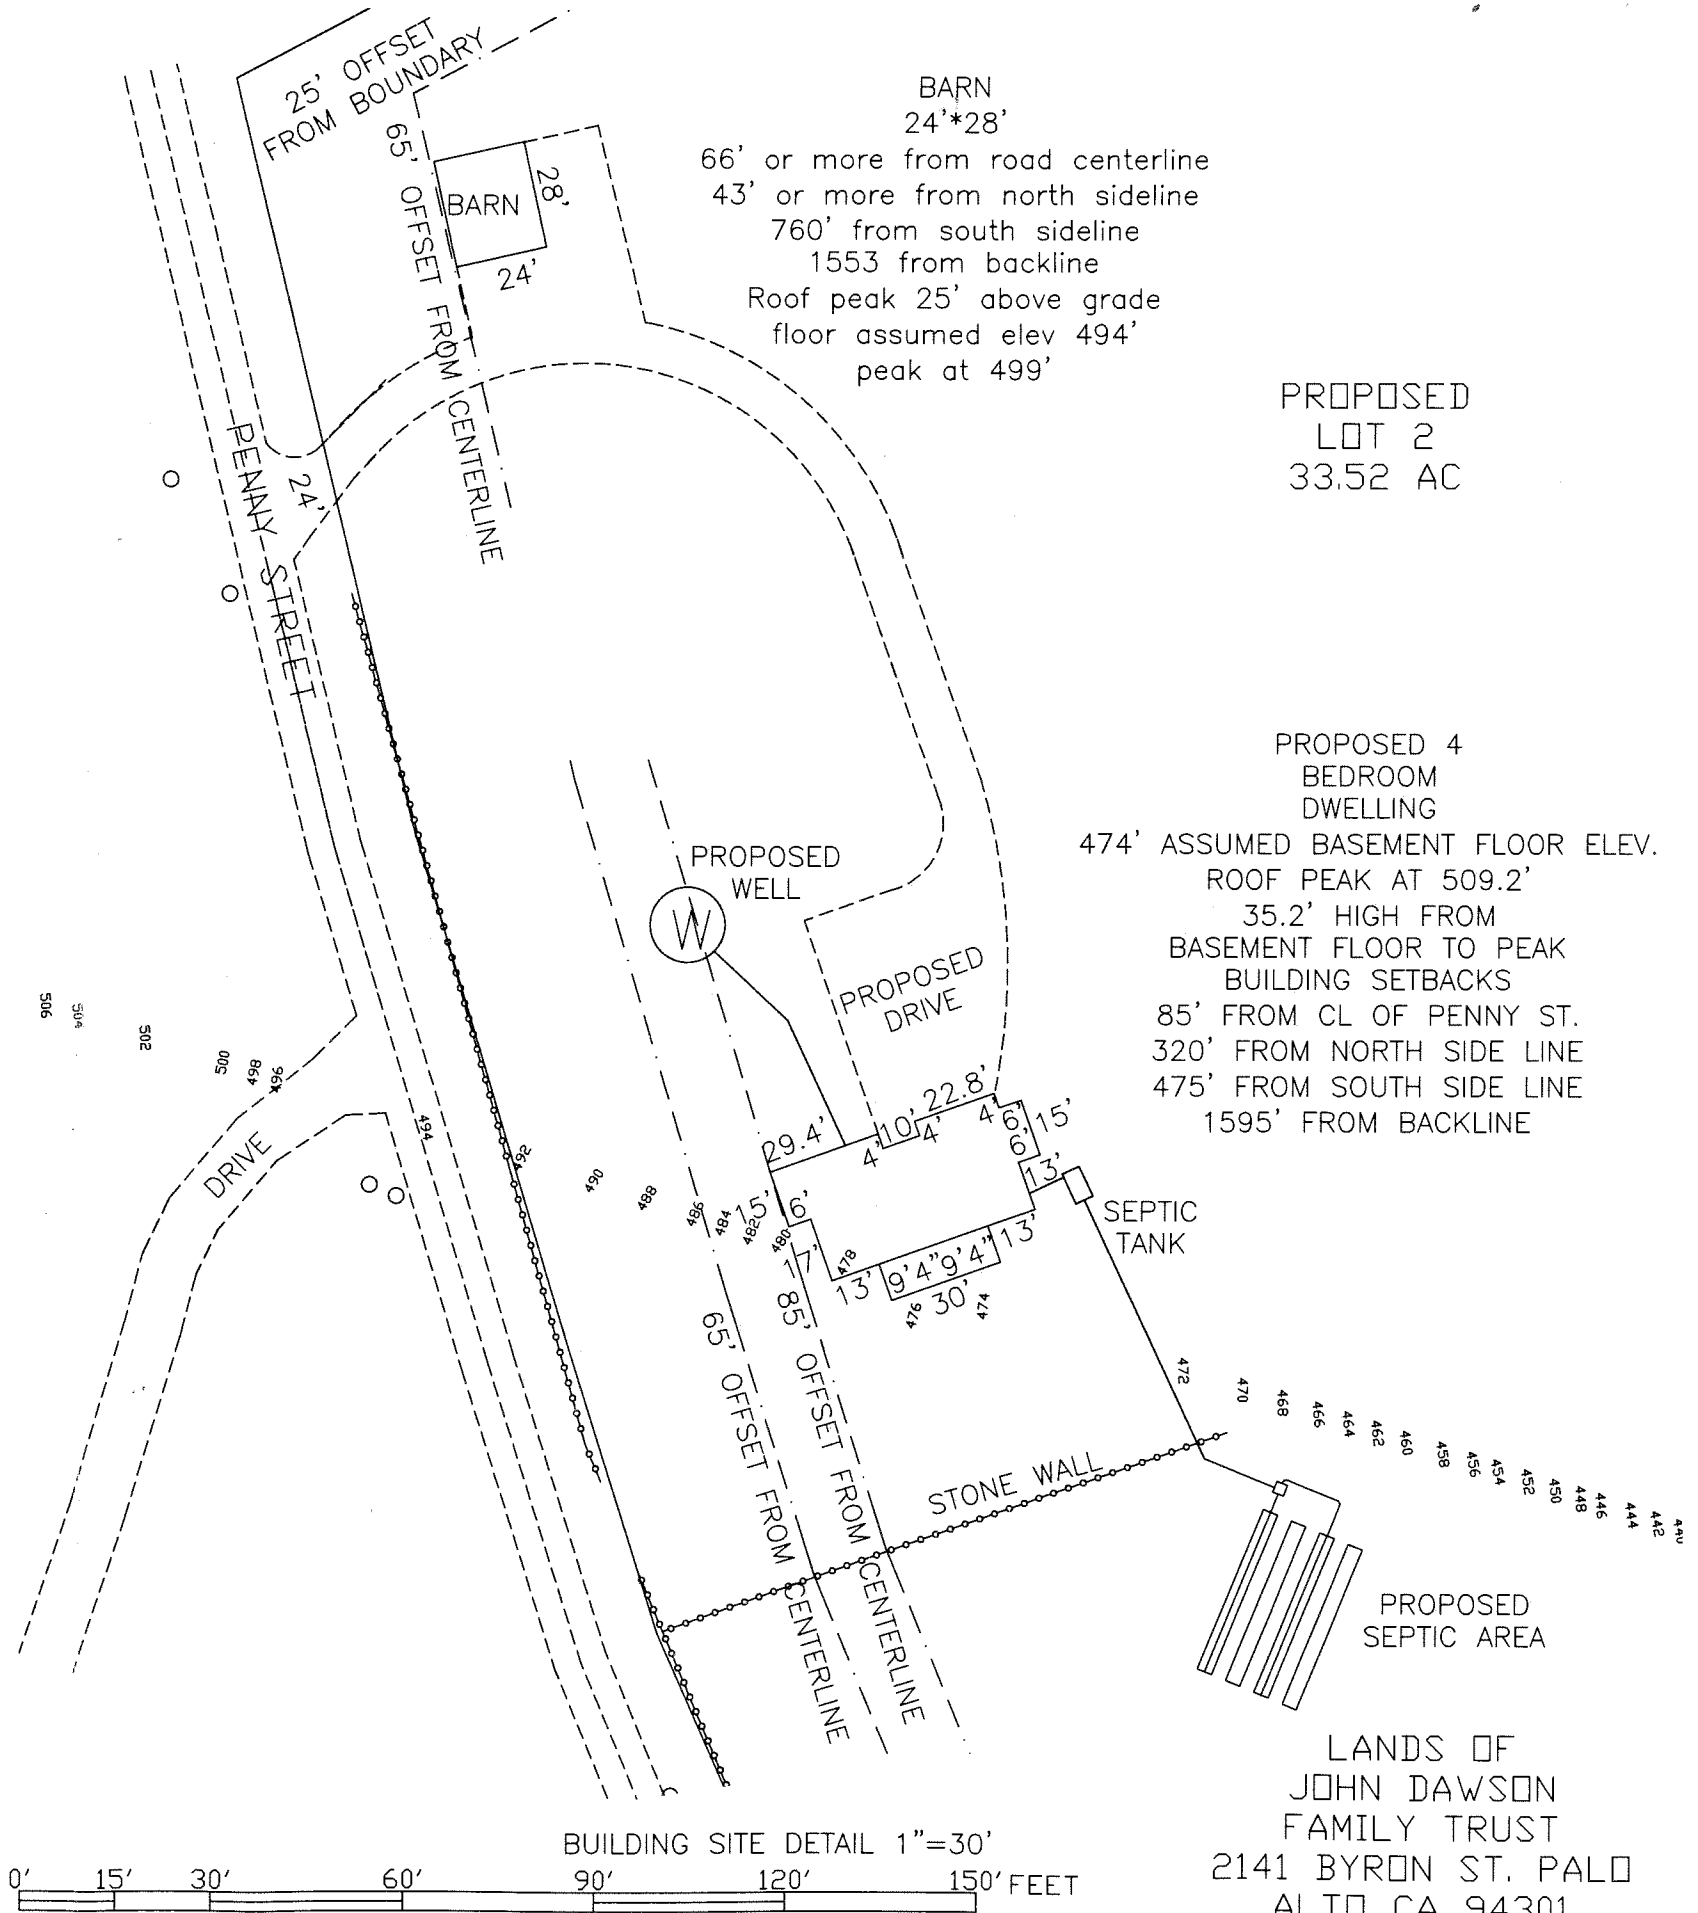 25' OFFSET
FROM BOUNDARY
65' OFFSET FROM CENTERLINE
BARN
28'
24'
BARN
24'*28'
66' or more from road centerline
43' or more from north sideline
760' from south sideline
1553 from backline
Roof peak 25' above grade
floor assumed elev 494'
peak at 499'
PROPOSED
LOT 2
33.52 AC
PENNY STREET
24'
PROPOSED 4
BEDROOM
DWELLING
474' ASSUMED BASEMENT FLOOR ELEV.
ROOF PEAK AT 509.2'
35.2' HIGH FROM
BASEMENT FLOOR TO PEAK
BUILDING SETBACKS
85' FROM CL OF PENNY ST.
320' FROM NORTH SIDE LINE
475' FROM SOUTH SIDE LINE
1595' FROM BACKLINE
PROPOSED
WELL
W
PROPOSED
DRIVE
506
504
502
500
498
496
494
492
490
488
486
484
482
480
478
476
474
DRIVE
29.4'
4'
10'
4'
22.8'
4'
6'
15'
6'
13'
15'
6'
17'
13'
9'4"
9'4"
13'
30'
SEPTIC
TANK
65' OFFSET FROM CENTERLINE
85' OFFSET FROM CENTERLINE
STONE WALL
472
470
468
466
464
462
460
458
456
454
452
450
448
446
444
442
440
PROPOSED
SEPTIC AREA
LANDS OF
JOHN DAWSON
FAMILY TRUST
2141 BYRON ST. PALO
ALTO CA 94301
BUILDING SITE DETAIL 1"=30'
0' 15' 30' 60' 90' 120' 150' FEET